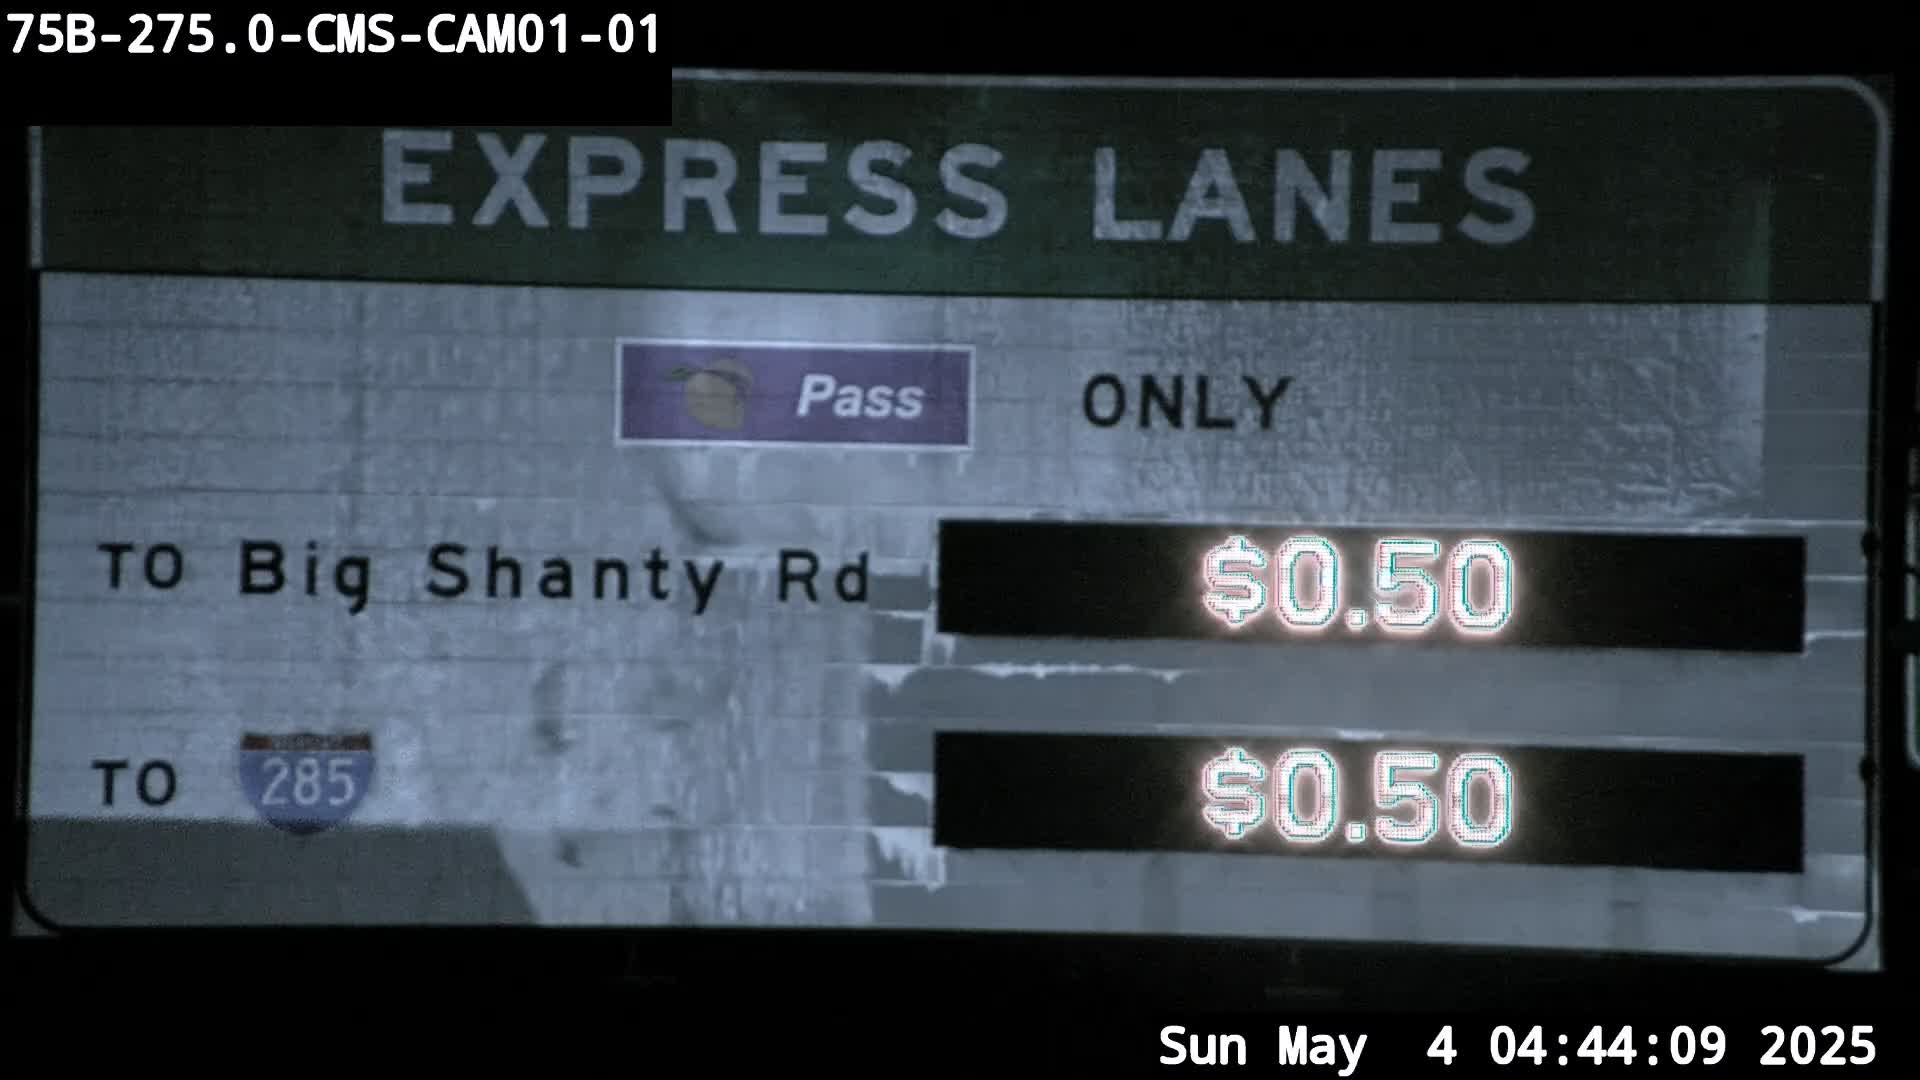 75B-275.0-CMS-CAM01-01
EXPRESS LANES
Pass ONLY
TO Big Shanty Rd $0.50
TO 285 $0.50
Sun May 4 04:44:09 2025